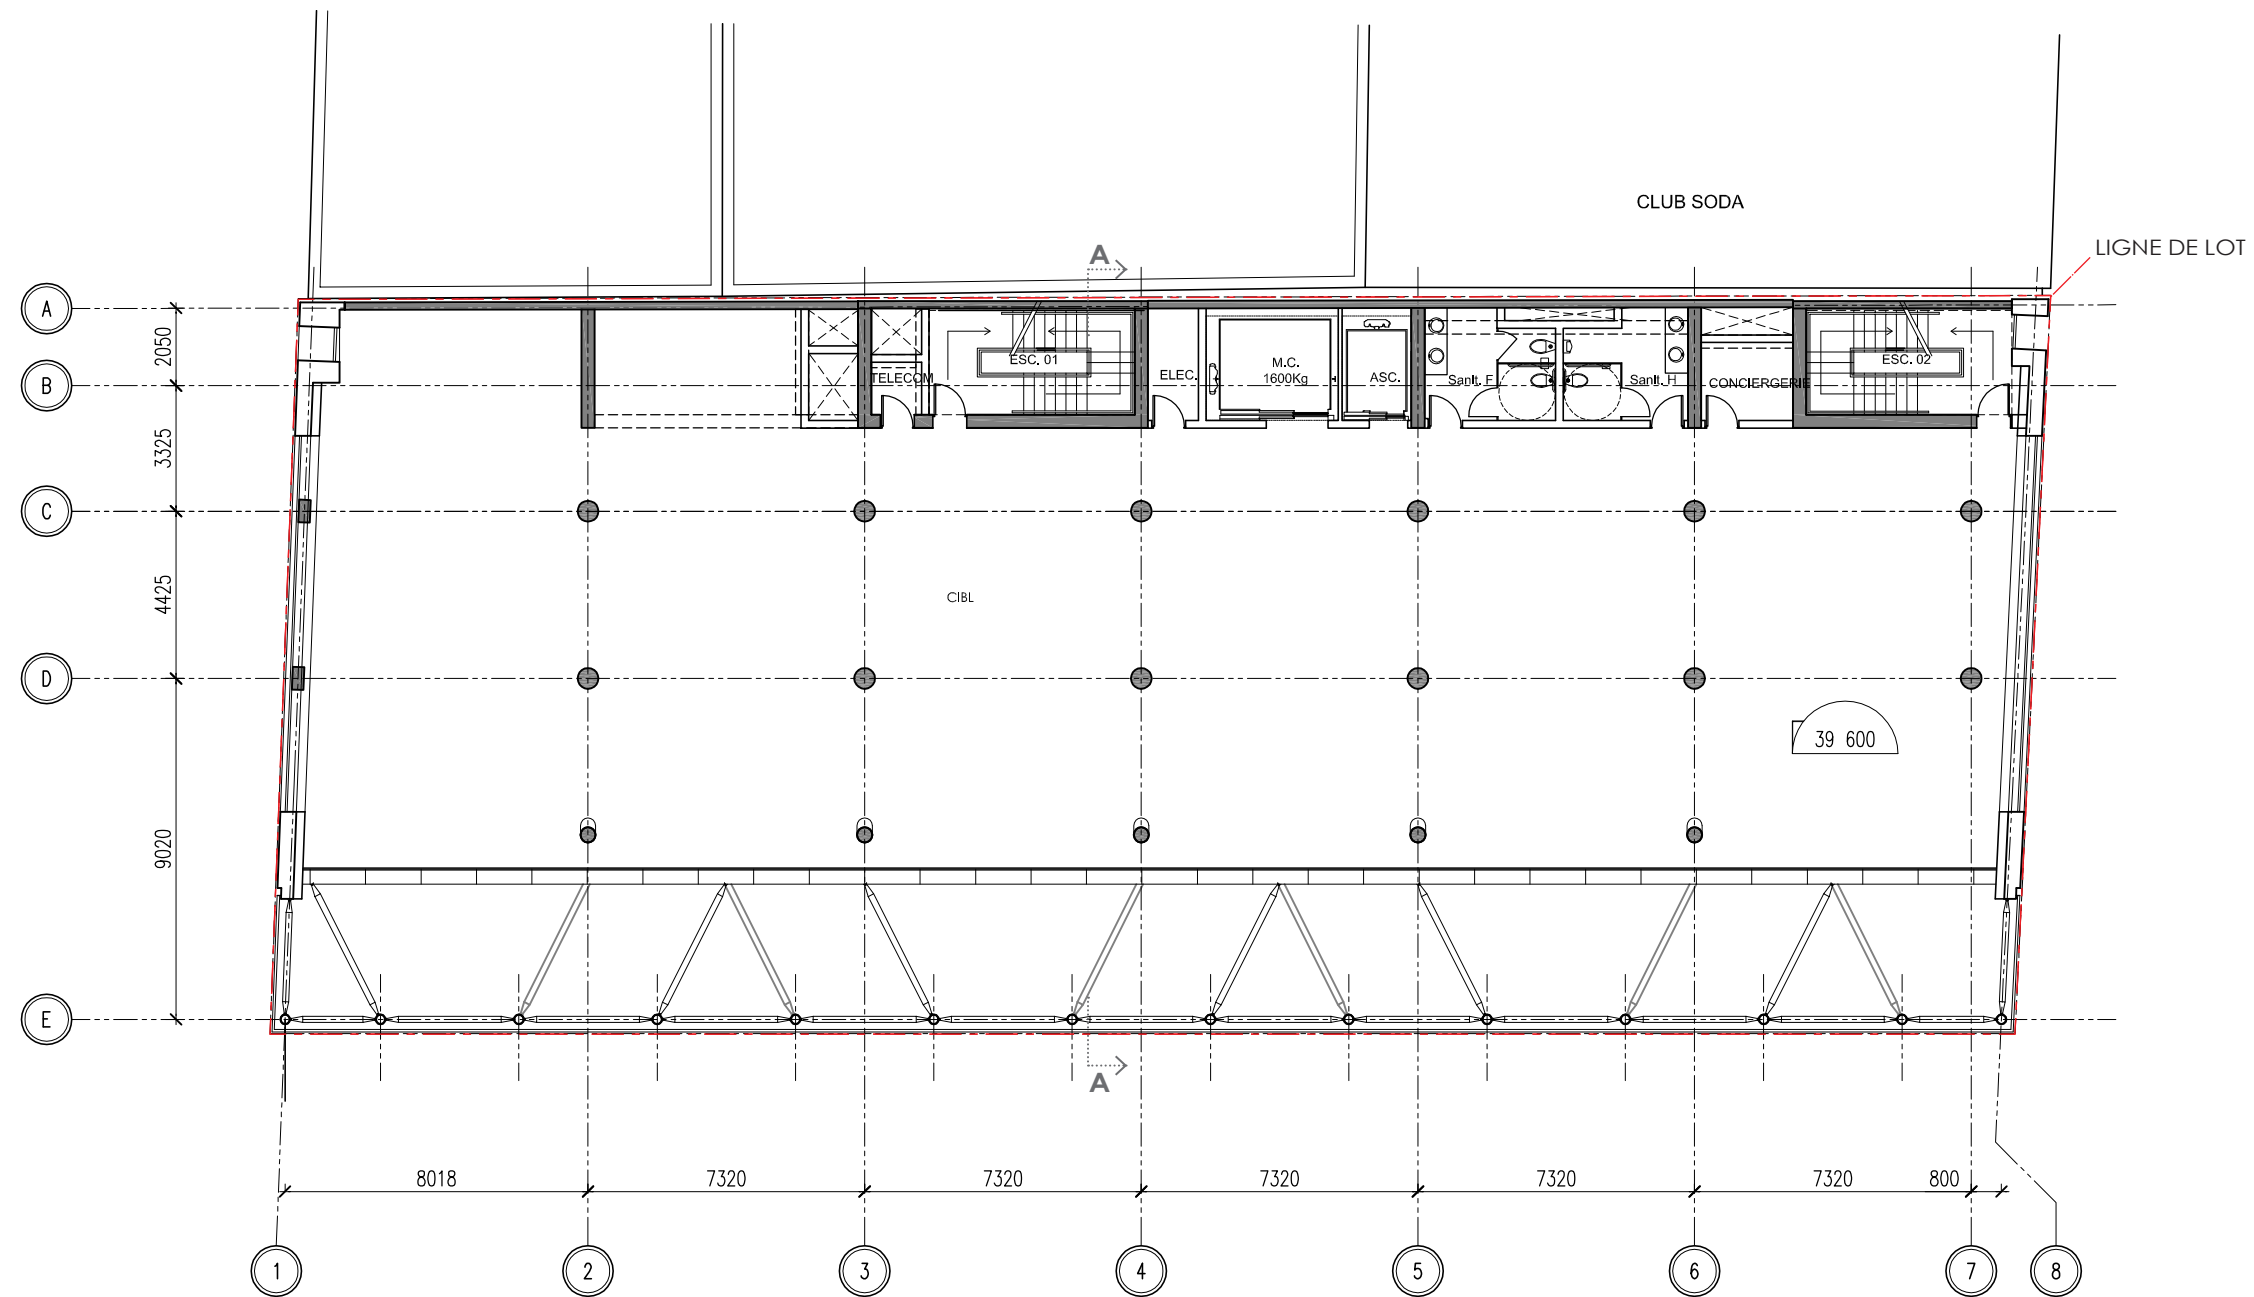 CLUB SODA
LIGNE DE LOT
A
A
2050
B
ESC. 01
TELECOM
ELEC.
M.C.
1600Kg
ASC.
Sanit. F
Sanit. H
CONCIERGERIE
ESC. 02
3325
C
4425
CIBL
D
39 600
9020
E
A
8018
7320
7320
7320
7320
7320
800
1
2
3
4
5
6
7
8